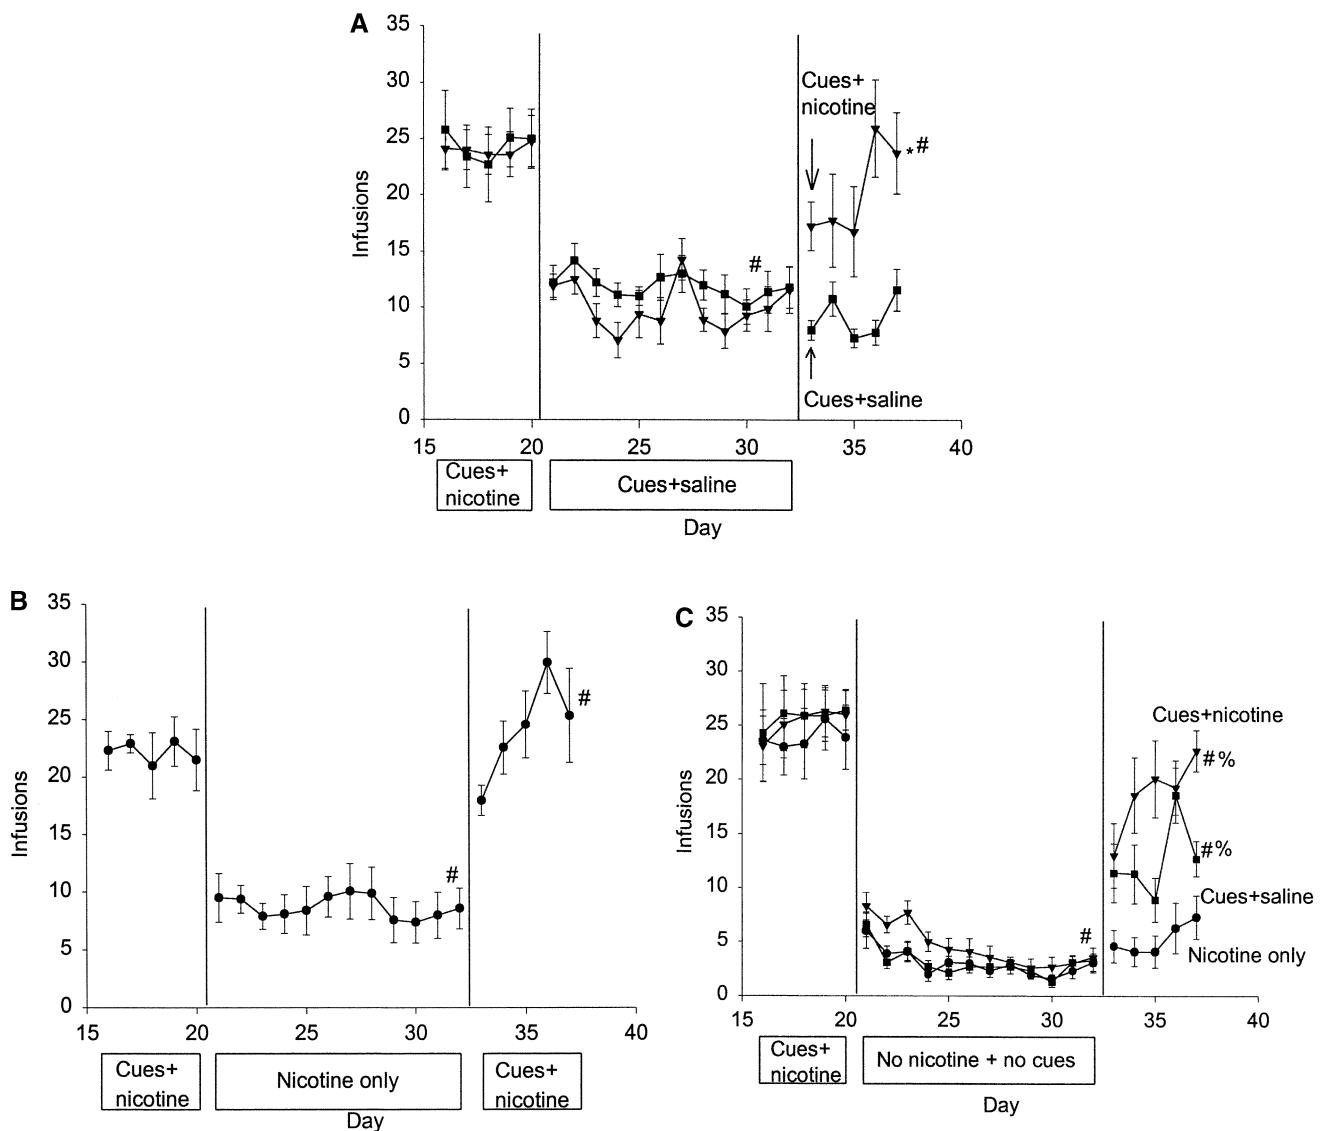 A
35
30
25
20
15
10
5
0
Infusions
Cues+
nicotine
*#
#
Cues+saline
15 20 25 30 35 40
Cues+
nicotine
Cues+saline
Day
B
35
30
25
20
15
10
5
0
Infusions
#
#
15 20 25 30 35 40
Cues+
nicotine
Nicotine only
Cues+
nicotine
Day
C
35
30
25
20
15
10
5
0
Infusions
Cues+nicotine
#%
#%
Cues+saline
#
Nicotine only
15 20 25 30 35 40
Cues+
nicotine
No nicotine + no cues
Day